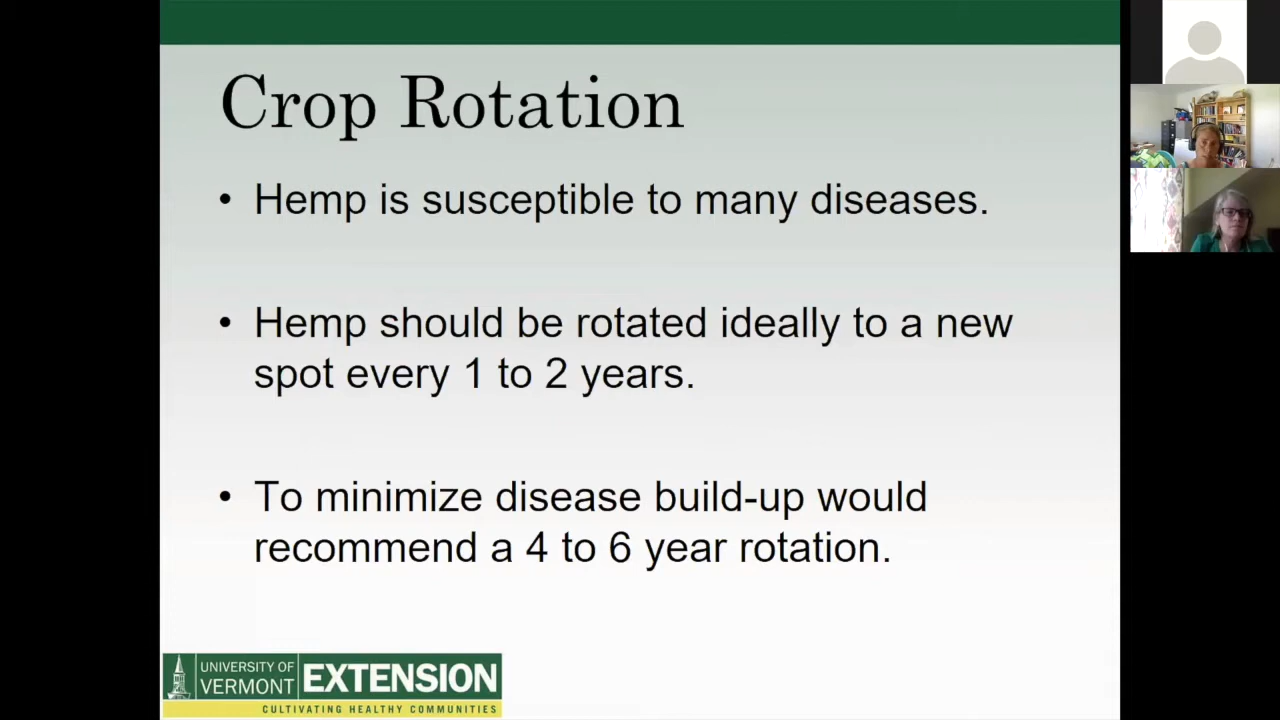 Crop Rotation
• Hemp is susceptible to many diseases.
• Hemp should be rotated ideally to a new
spot every 1 to 2 years.
• To minimize disease build-up would
recommend a 4 to 6 year rotation.
UNIVERSITY OF
VERMONT
EXTENSION
CULTIVATING HEALTHY COMMUNITIES